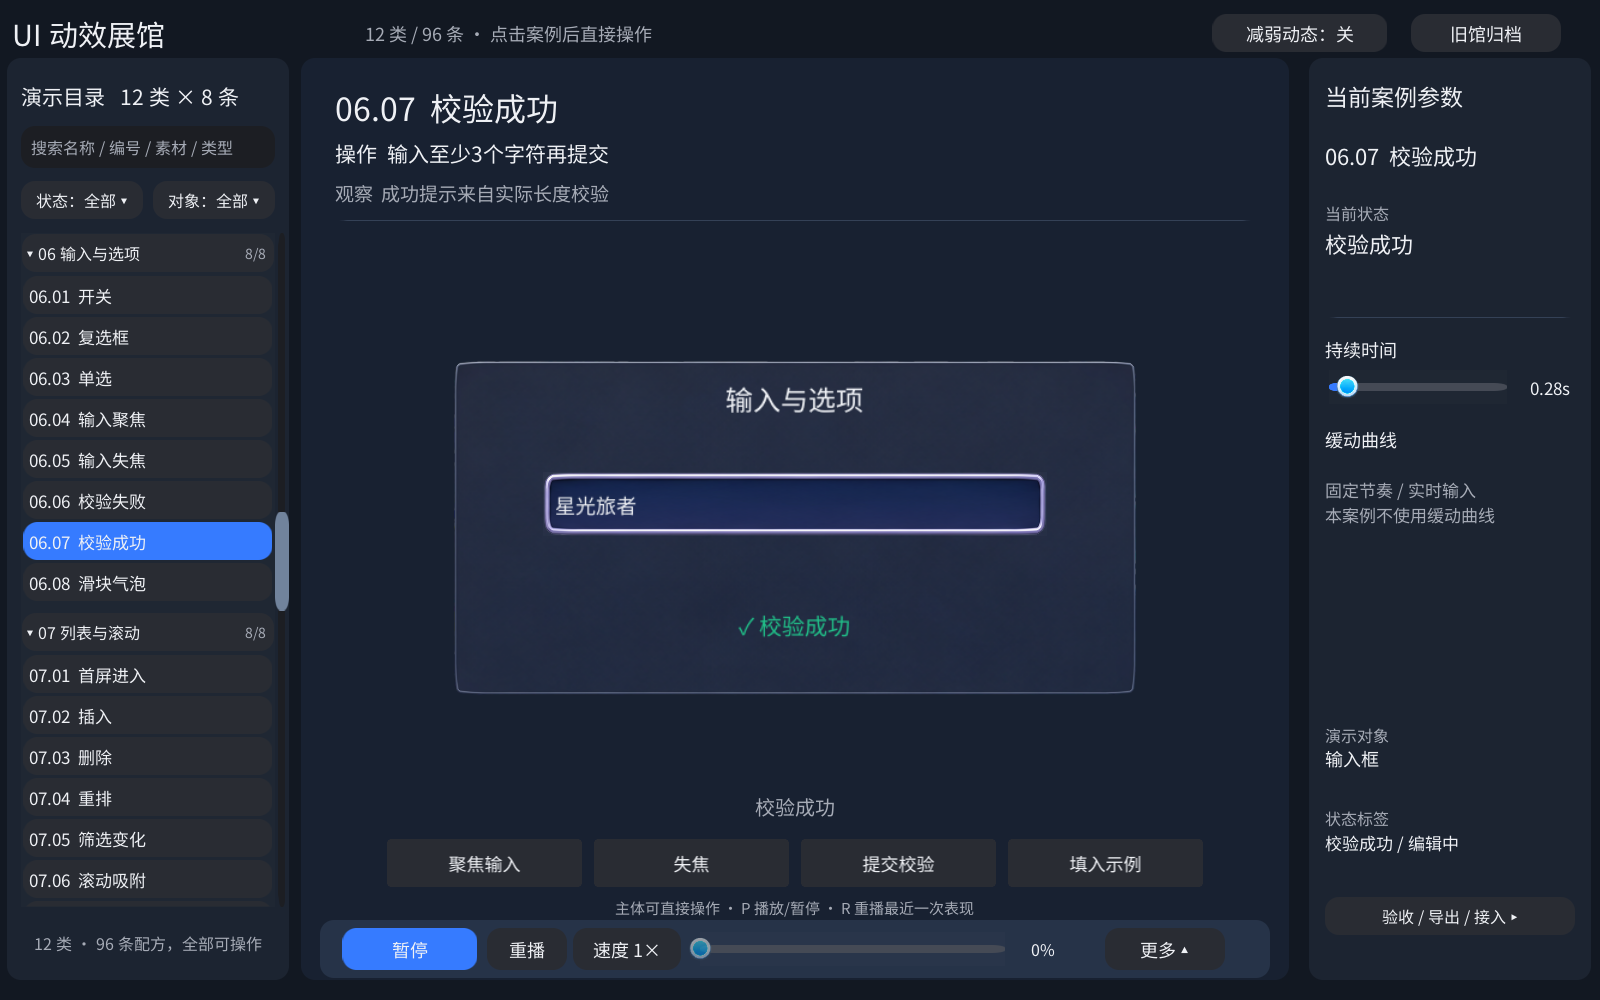 UI 动效展馆
12 类 / 96 条 · 点击案例后直接操作
减弱动态：关
旧馆归档
演示目录 12 类 × 8 条
搜索名称 / 编号 / 素材 / 类型
状态：全部 ▾
对象：全部 ▾
▾ 06 输入与选项 8/8
06.01 开关
06.02 复选框
06.03 单选
06.04 输入聚焦
06.05 输入失焦
06.06 校验失败
06.07 校验成功
06.08 滑块气泡
▾ 07 列表与滚动 8/8
07.01 首屏进入
07.02 插入
07.03 删除
07.04 重排
07.05 筛选变化
07.06 滚动吸附
12 类 · 96 条配方，全部可操作
06.07 校验成功
操作 输入至少3个字符再提交
观察 成功提示来自实际长度校验
输入与选项
星光旅者
✓ 校验成功
校验成功
聚焦输入
失焦
提交校验
填入示例
主体可直接操作 · P 播放/暂停 · R 重播最近一次表现
暂停
重播
速度 1×
0%
更多 ▴
当前案例参数
06.07 校验成功
当前状态
校验成功
持续时间
0.28s
缓动曲线
固定节奏 / 实时输入
本案例不使用缓动曲线
演示对象
输入框
状态标签
校验成功 / 编辑中
验收 / 导出 / 接入 ▸